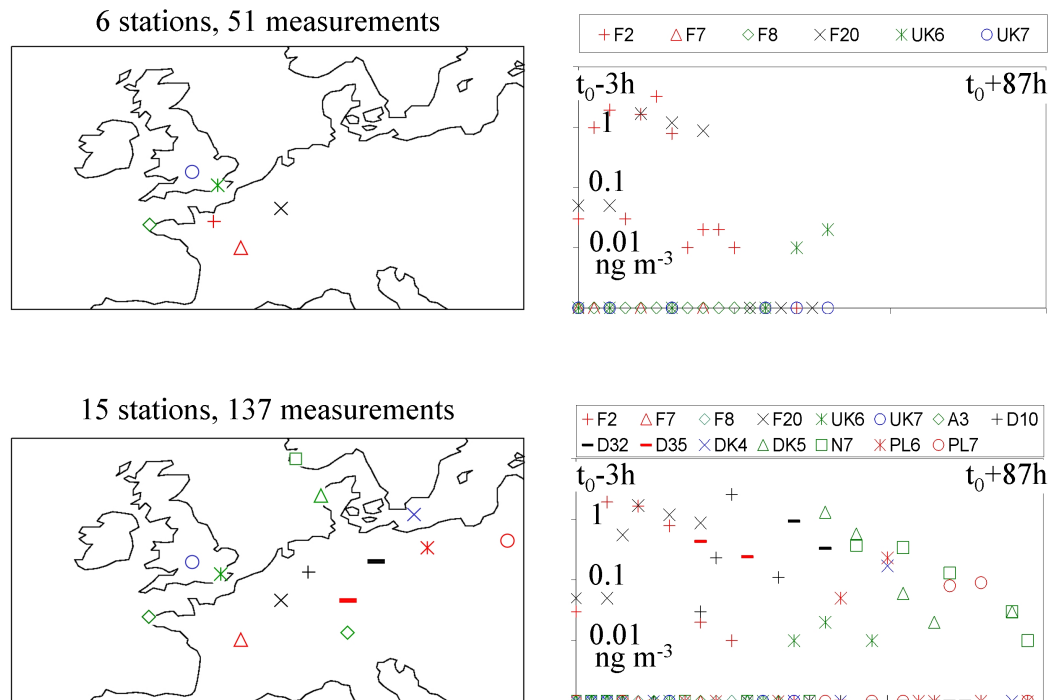 6 stations, 51 measurements
F2 F7 F8 F20 UK6 UK7
t₀-3h t₀+87h
1
0.1
0.01
ng m⁻³
15 stations, 137 measurements
F2 F7 F8 F20 UK6 UK7 A3 D10
D32 D35 DK4 DK5 N7 PL6 PL7
t₀-3h t₀+87h
1
0.1
0.01
ng m⁻³